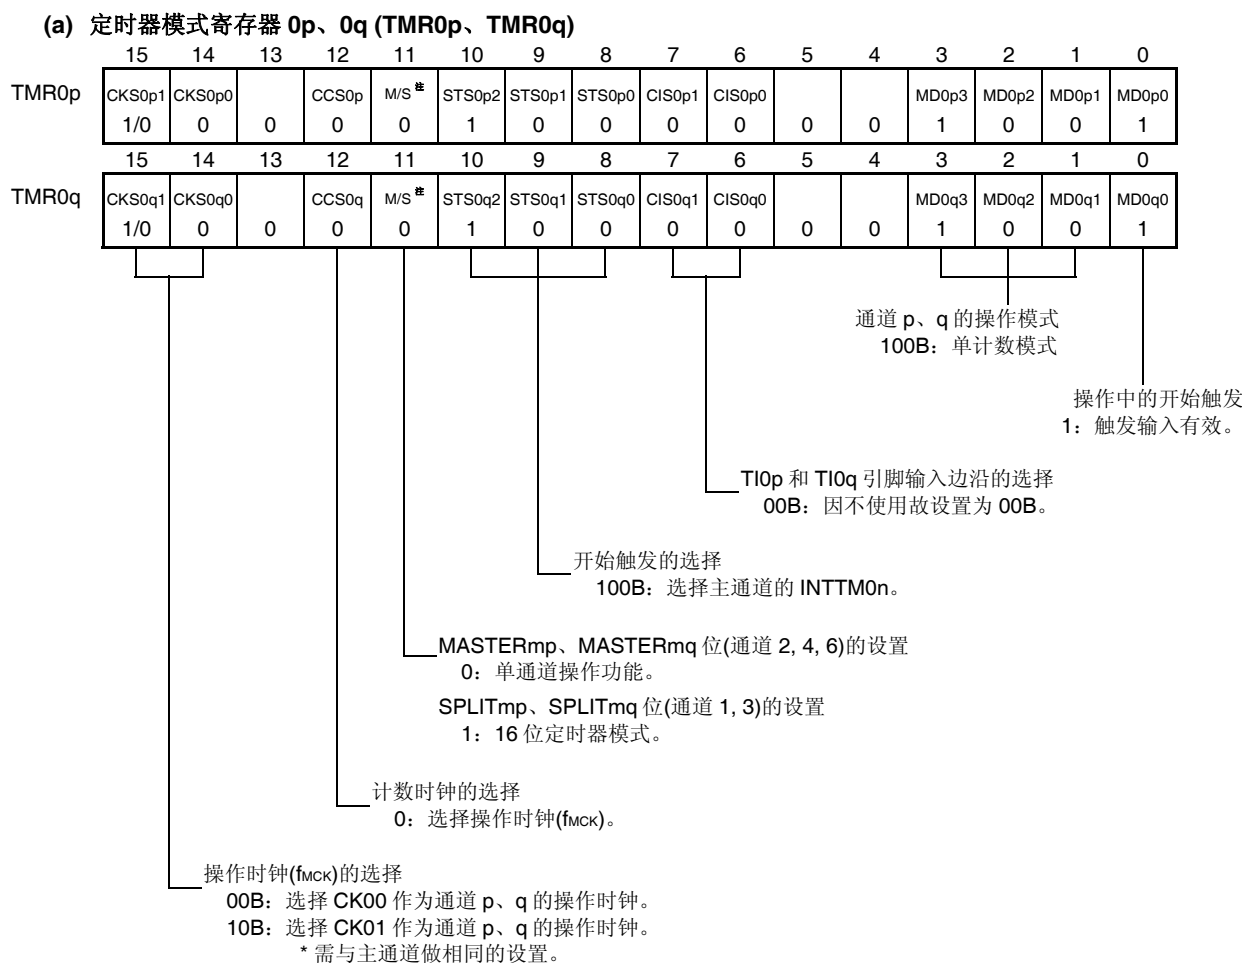 (a) 定时器模式寄存器 0p、0q (TMR0p、TMR0q)
15 14 13 12 11 10 9 8 7 6 5 4 3 2 1 0
TMR0p CKS0p1 CKS0p0 CCS0p M/S注 STS0p2 STS0p1 STS0p0 CIS0p1 CIS0p0 MD0p3 MD0p2 MD0p1 MD0p0
1/0 0 0 0 0 1 0 0 0 0 0 0 1 0 0 1
15 14 13 12 11 10 9 8 7 6 5 4 3 2 1 0
TMR0q CKS0q1 CKS0q0 CCS0q M/S注 STS0q2 STS0q1 STS0q0 CIS0q1 CIS0q0 MD0q3 MD0q2 MD0q1 MD0q0
1/0 0 0 0 0 1 0 0 0 0 0 0 1 0 0 1
通道 p、q 的操作模式
100B：单计数模式
操作中的开始触发
1：触发输入有效。
TI0p 和 TI0q 引脚输入边沿的选择
00B：因不使用故设置为 00B。
开始触发的选择
100B：选择主通道的 INTTM0n。
MASTERmp、MASTERmq 位(通道 2, 4, 6)的设置
0：单通道操作功能。
SPLITmp、SPLITmq 位(通道 1, 3)的设置
1：16 位定时器模式。
计数时钟的选择
0：选择操作时钟(fMCK)。
操作时钟(fMCK)的选择
00B：选择 CK00 作为通道 p、q 的操作时钟。
10B：选择 CK01 作为通道 p、q 的操作时钟。
* 需与主通道做相同的设置。